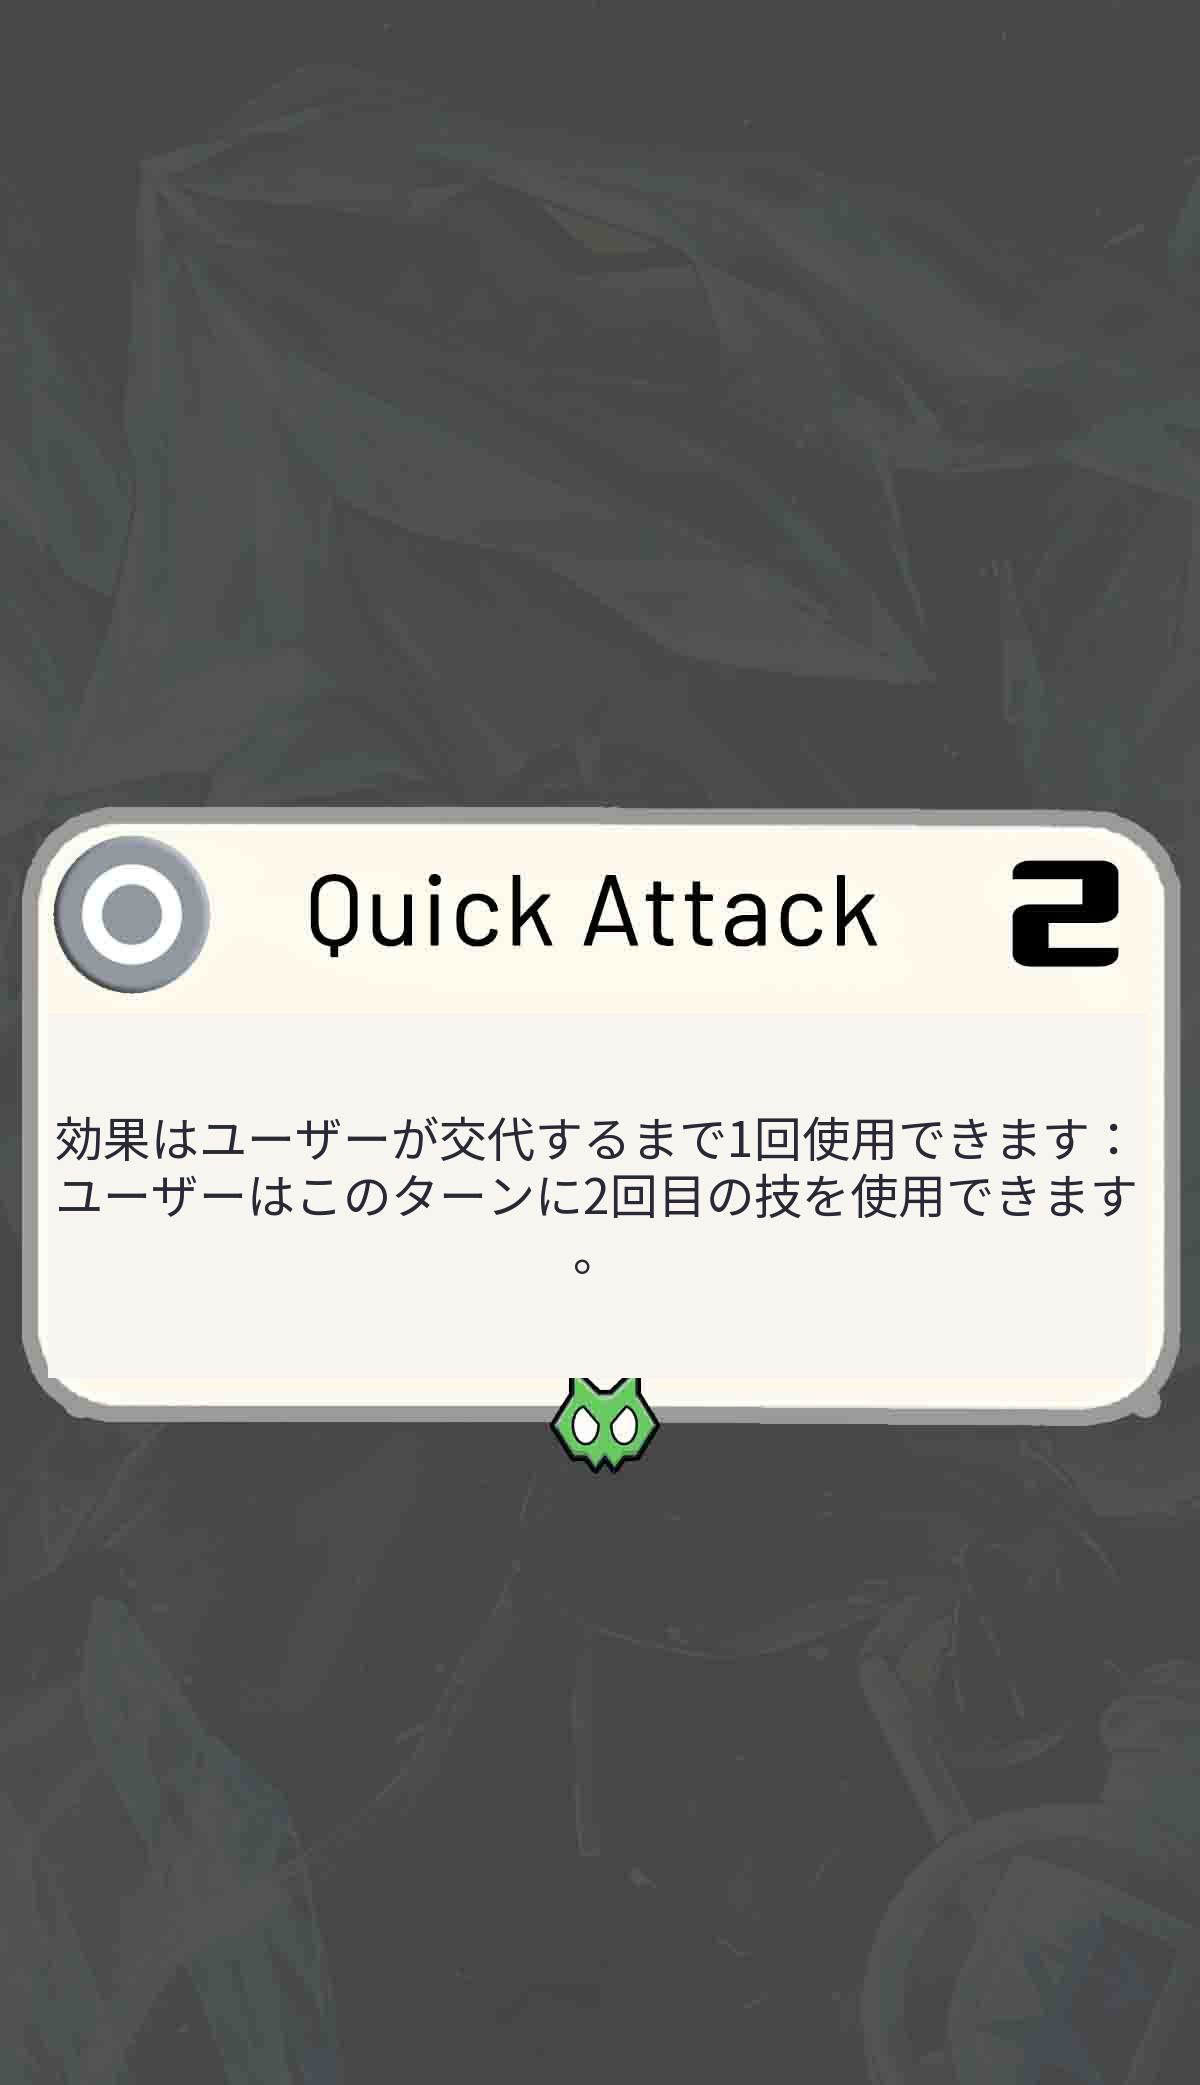 Quick Attack
2
効果はユーザーが交代するまで1回使用できます：
ユーザーはこのターンに2回目の技を使用できます
。